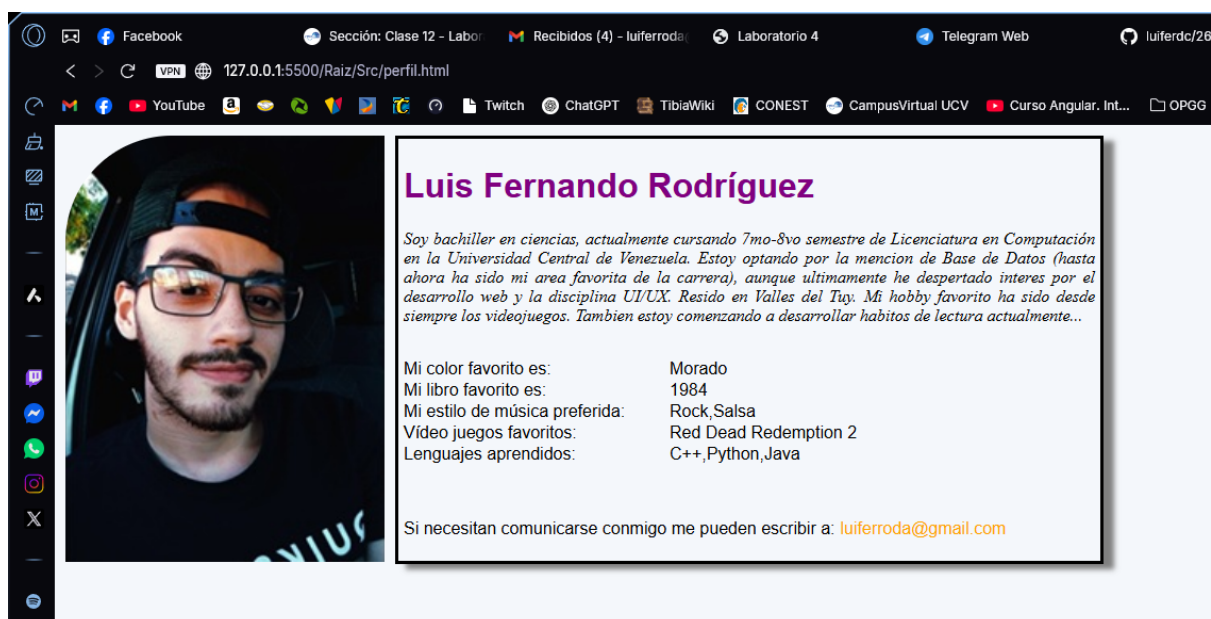 Facebook
Sección: Clase 12 - Labor
Recibidos (4) - luiferroda
Laboratorio 4
Telegram Web
luiferdc/26
VPN
127.0.0.1:5500/Raiz/Src/perfil.html
YouTube
Twitch
ChatGPT
TibiaWiki
CONEST
CampusVirtual UCV
Curso Angular. Int...
OPGG
Luis Fernando Rodríguez
Soy bachiller en ciencias, actualmente cursando 7mo-8vo semestre de Licenciatura en Computación
en la Universidad Central de Venezuela. Estoy optando por la mencion de Base de Datos (hasta
ahora ha sido mi area favorita de la carrera), aunque ultimamente he despertado interes por el
desarrollo web y la disciplina UI/UX. Resido en Valles del Tuy. Mi hobby favorito ha sido desde
siempre los videojuegos. Tambien estoy comenzando a desarrollar habitos de lectura actualmente...
Mi color favorito es: Morado
Mi libro favorito es: 1984
Mi estilo de música preferida: Rock,Salsa
Vídeo juegos favoritos: Red Dead Redemption 2
Lenguajes aprendidos: C++,Python,Java
Si necesitan comunicarse conmigo me pueden escribir a: luiferroda@gmail.com